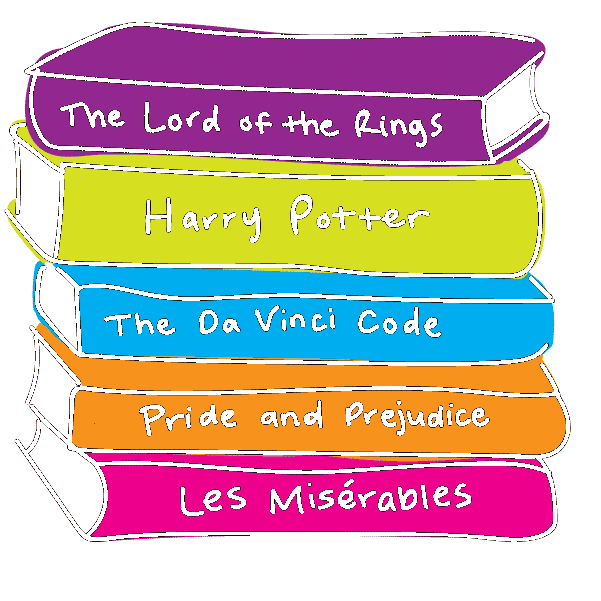 The Lord of the Rings
Harry Potter
The Da Vinci Code
Pride and Prejudice
Les Misérables